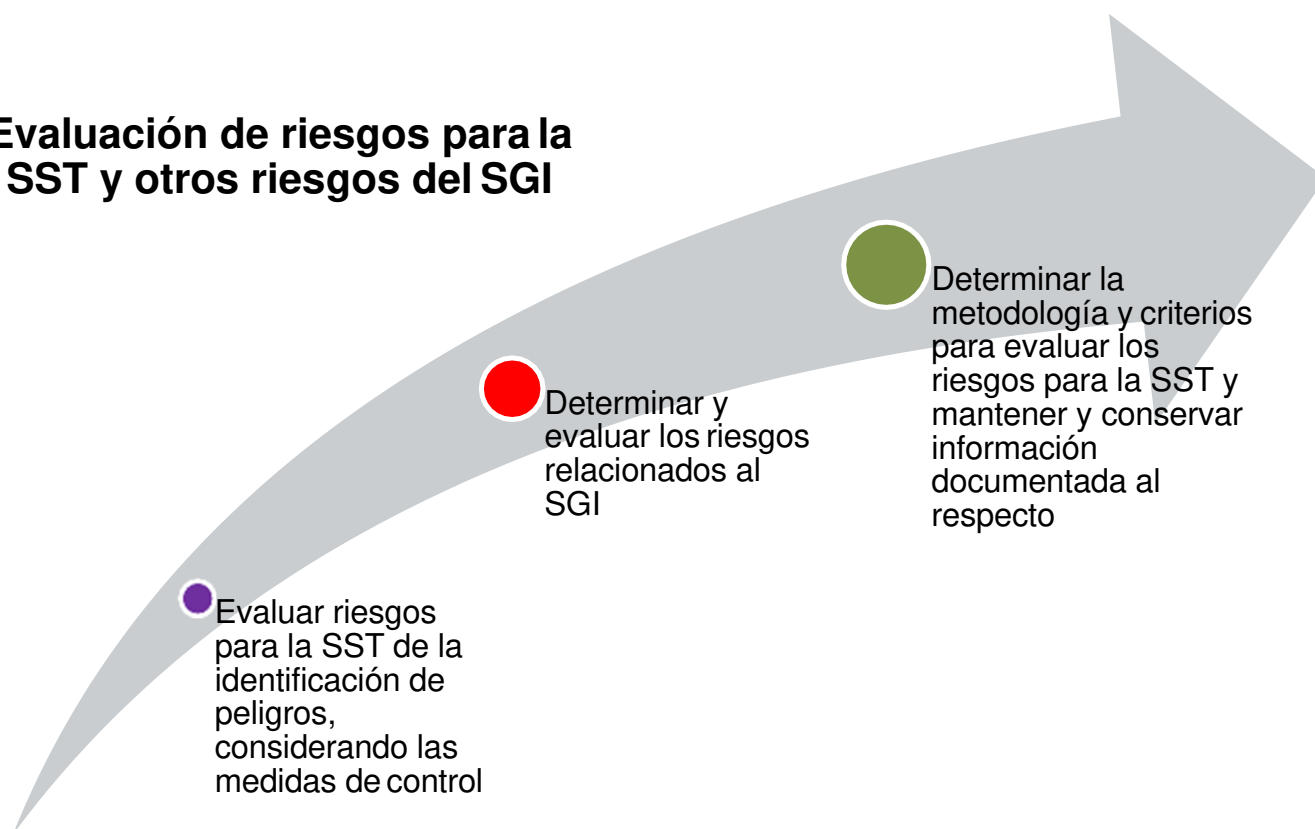 Evaluación de riesgos para la
SST y otros riesgos del SGI
Determinar la
metodología y criterios
para evaluar los
riesgos para la SST y
mantener y conservar
información
documentada al
respecto
Determinar y
evaluar los riesgos
relacionados al
SGI
Evaluar riesgos
para la SST de la
identificación de
peligros,
considerando las
medidas de control